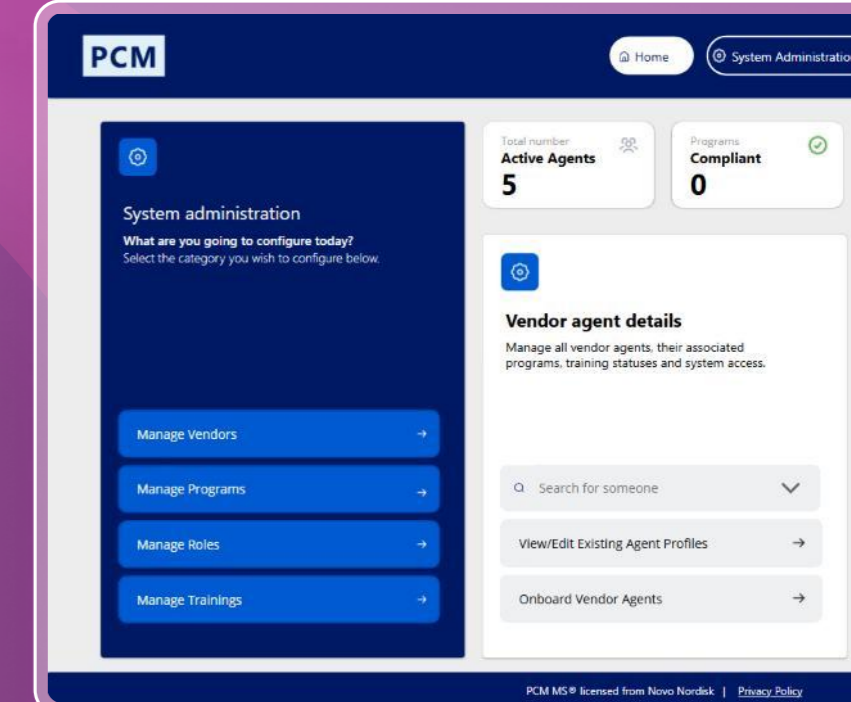 PCM
Home
System Administratio
System administration
What are you going to configure today?
Select the category you wish to configure below.
Manage Vendors
Manage Programs
Manage Roles
Manage Trainings
Total number
Active Agents
5
Programs
Compliant
0
Vendor agent details
Manage all vendor agents, their associated
programs, training statuses and system access.
Search for someone
View/Edit Existing Agent Profiles
Onboard Vendor Agents
PCM MS® licensed from Novo Nordisk | Privacy Policy